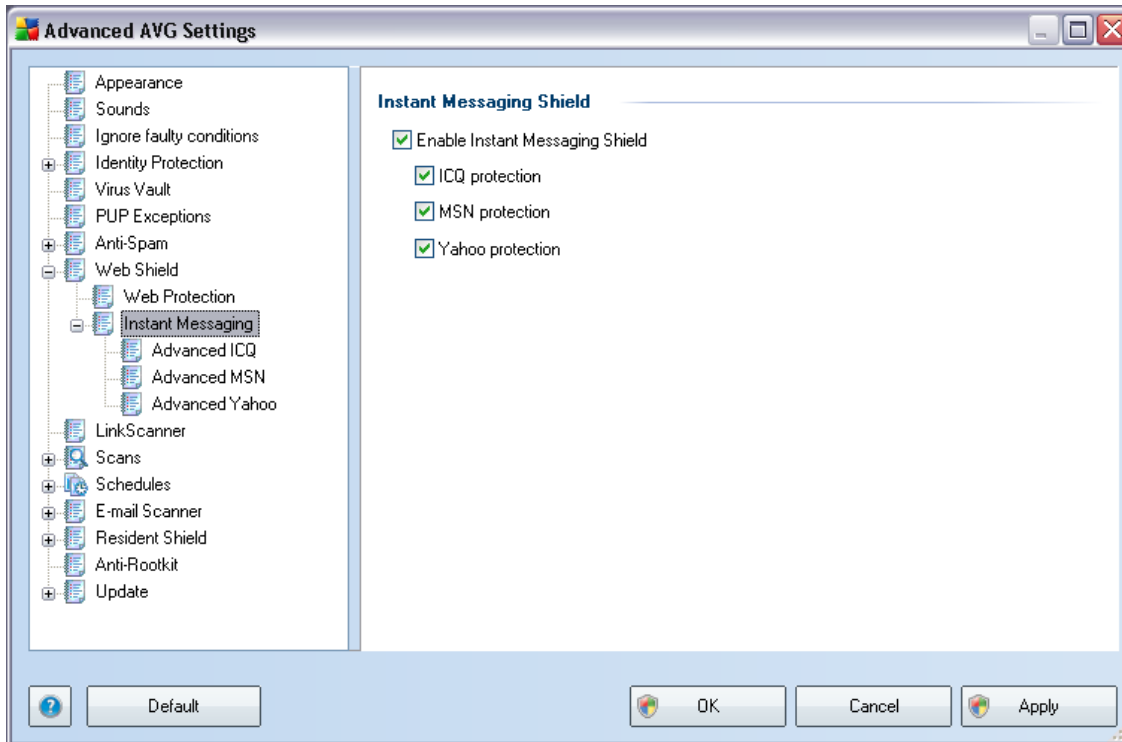 Advanced AVG Settings
Appearance
Sounds
Ignore faulty conditions
Identity Protection
Virus Vault
PUP Exceptions
Anti-Spam
Web Shield
Web Protection
Instant Messaging
Advanced ICQ
Advanced MSN
Advanced Yahoo
LinkScanner
Scans
Schedules
E-mail Scanner
Resident Shield
Anti-Rootkit
Update
Instant Messaging Shield
Enable Instant Messaging Shield
ICQ protection
MSN protection
Yahoo protection
?
Default
OK
Cancel
Apply